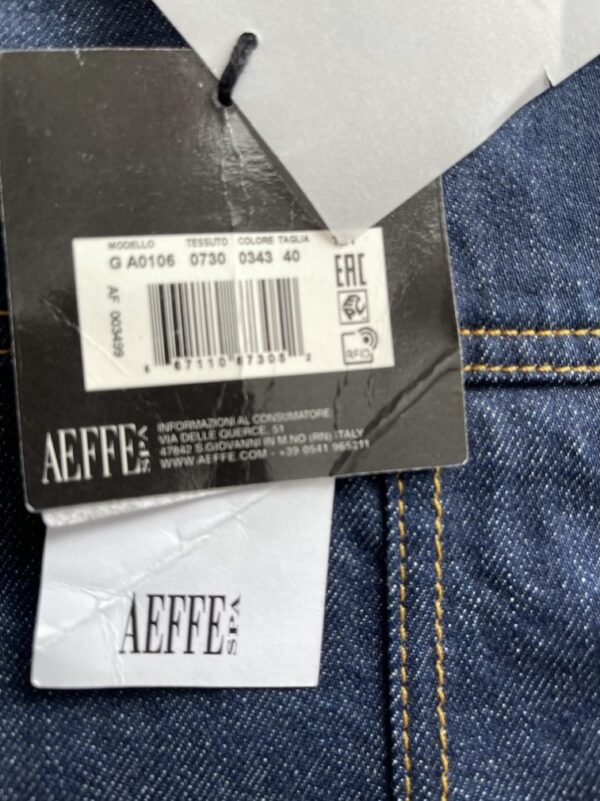 MODELLO TESSUTO COLORE TAGLIA
G A0106 0730 0343 40
EAC
AF 003499
RFID
AEFFE SPA
INFORMAZIONI AL CONSUMATORE
VIA DELLE QUERCE, 51
47842 S.GIOVANNI IN M.NO (RN) ITALY
WWW.AEFFE.COM - +39 0541 965211
AEFFE SPA